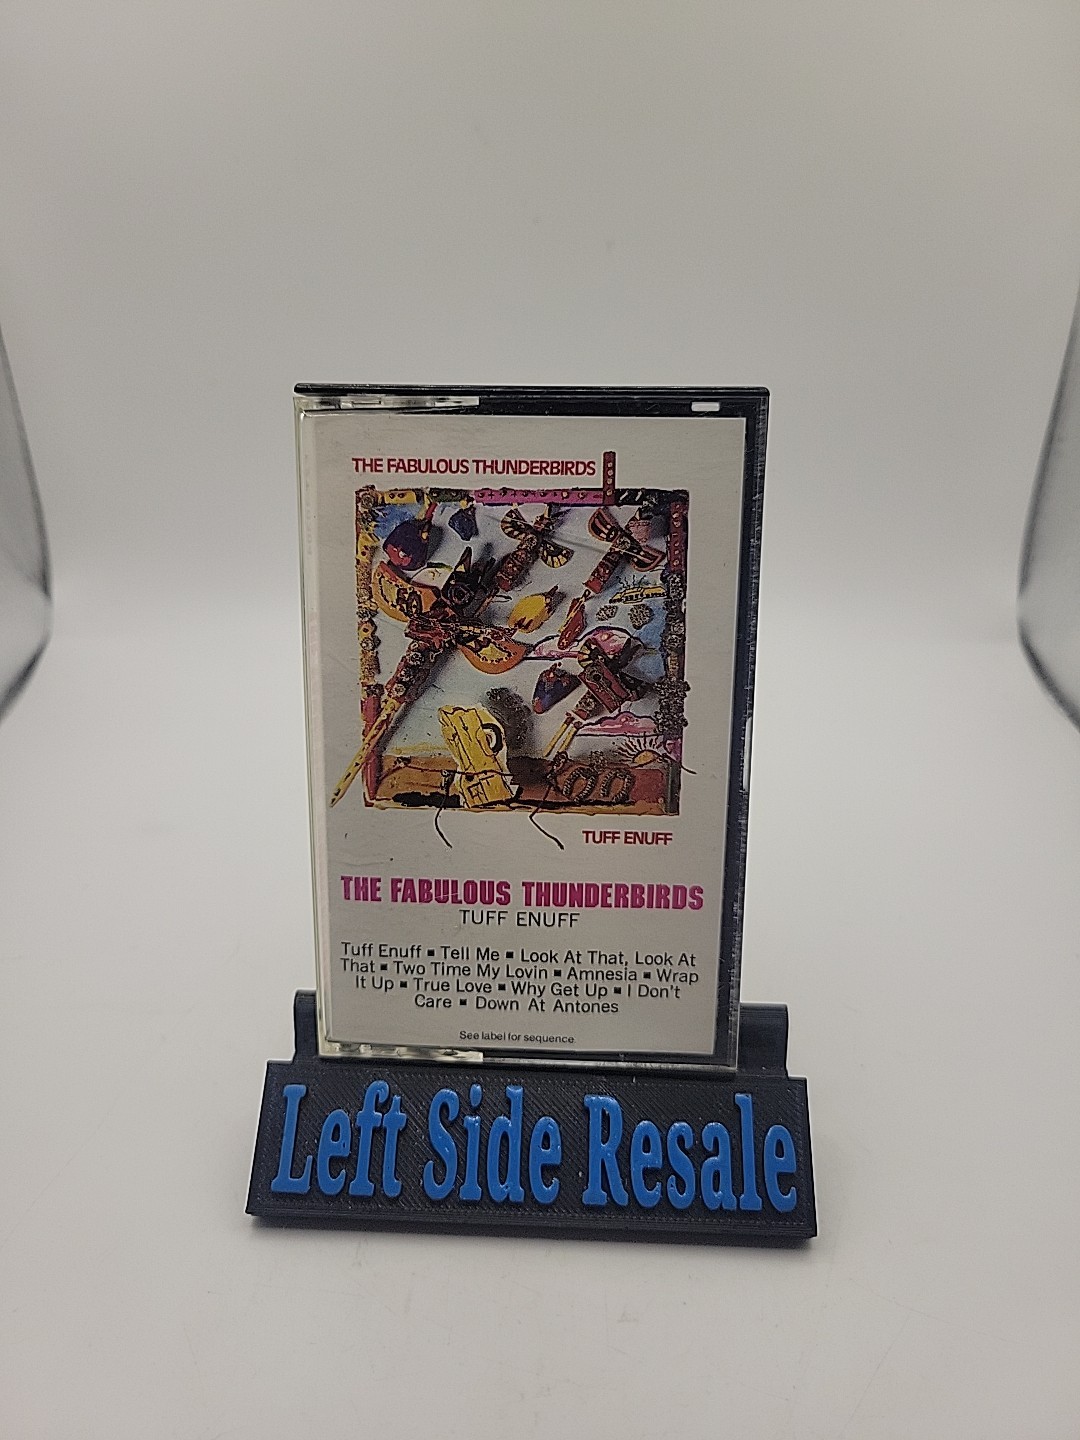 THE FABULOUS THUNDERBIRDS
TUFF ENUFF
THE FABULOUS THUNDERBIRDS
TUFF ENUFF
Tuff Enuff ▪ Tell Me ▪ Look At That, Look At
That ▪ Two Time My Lovin ▪ Amnesia ▪ Wrap
It Up ▪ True Love ▪ Why Get Up ▪ I Don't
Care ▪ Down At Antones
See label for sequence.
Left Side Resale